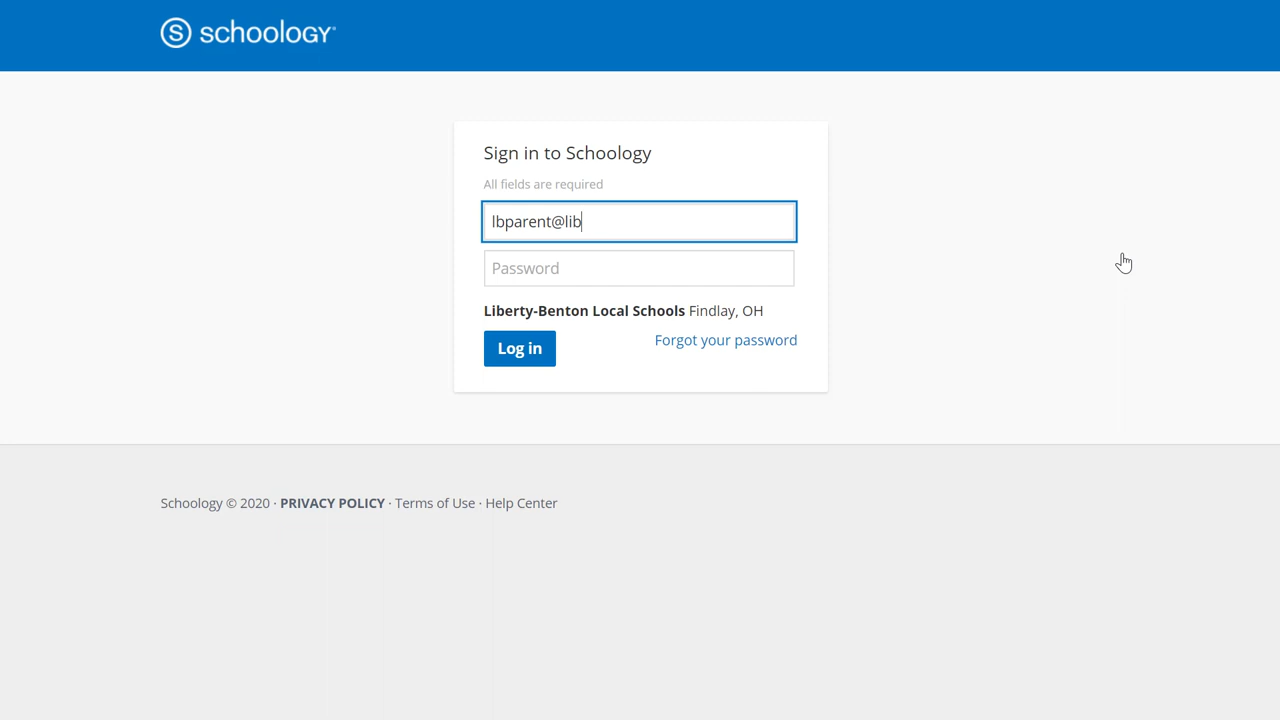 schoology
Sign in to Schoology
All fields are required
lbparent@lib
Password
Liberty-Benton Local Schools Findlay, OH
Log in
Forgot your password
Schoology © 2020 · PRIVACY POLICY · Terms of Use · Help Center